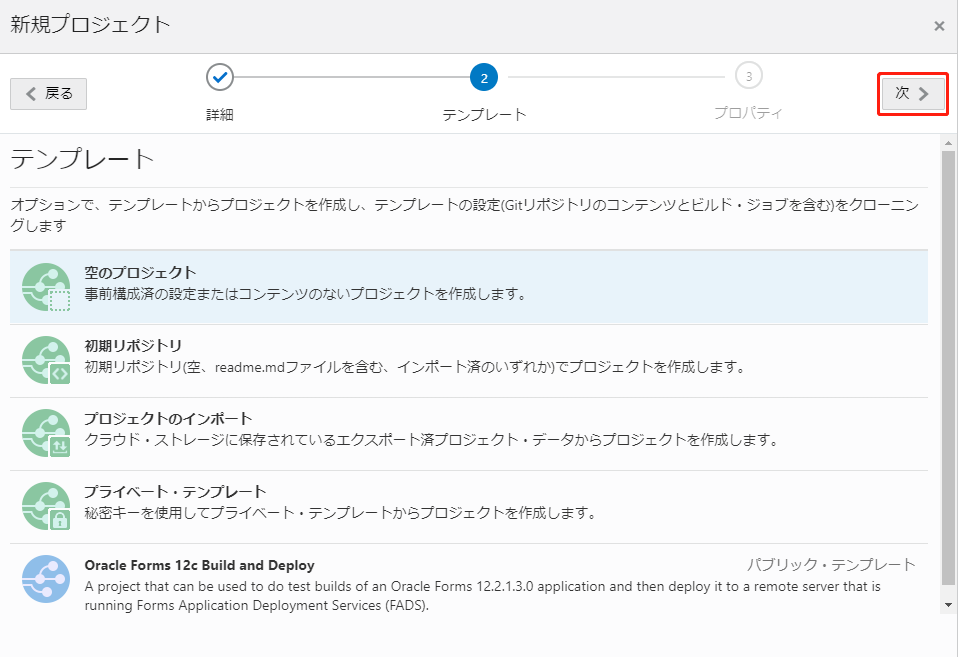 新規プロジェクト
×
戻る
2
3
次
詳細
テンプレート
プロパティ
テンプレート
オプションで、テンプレートからプロジェクトを作成し、テンプレートの設定(Gitリポジトリのコンテンツとビルド・ジョブを含む)をクローニン
グします
空のプロジェクト
事前構成済の設定またはコンテンツのないプロジェクトを作成します。
初期リポジトリ
初期リポジトリ(空、readme.mdファイルを含む、インポート済のいずれか)でプロジェクトを作成します。
プロジェクトのインポート
クラウド・ストレージに保存されているエクスポート済プロジェクト・データからプロジェクトを作成します。
プライベート・テンプレート
秘密キーを使用してプライベート・テンプレートからプロジェクトを作成します。
Oracle Forms 12c Build and Deploy
パブリック・テンプレート
A project that can be used to do test builds of an Oracle Forms 12.2.1.3.0 application and then deploy it to a remote server that is
running Forms Application Deployment Services (FADS).